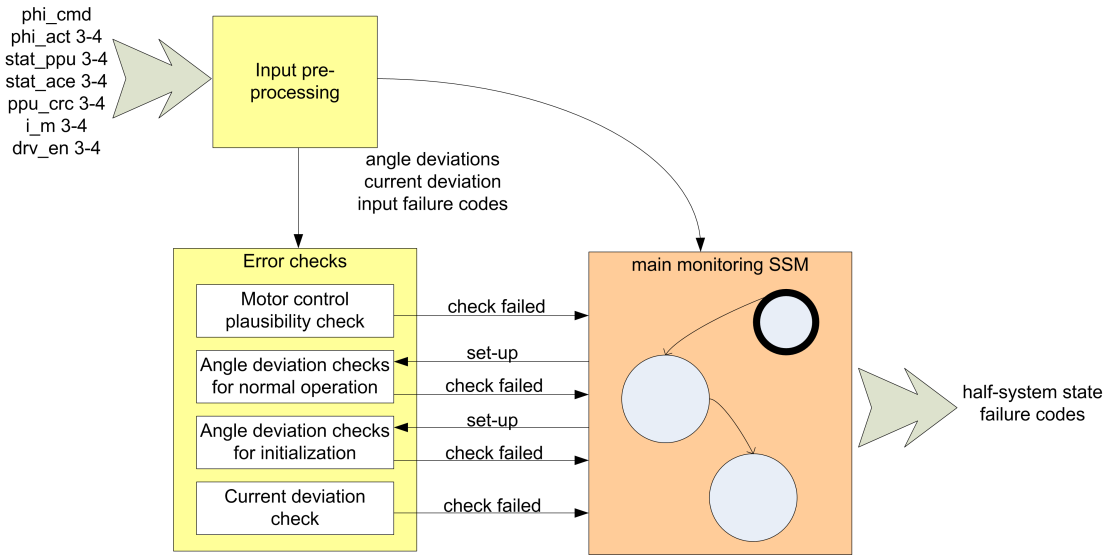 phi_cmd
phi_act 3-4
stat_ppu 3-4
stat_ace 3-4
ppu_crc 3-4
i_m 3-4
drv_en 3-4
Input pre-
processing
angle deviations
current deviation
input failure codes
Error checks
Motor control
plausibility check
Angle deviation checks
for normal operation
Angle deviation checks
for initialization
Current deviation
check
check failed
set-up
check failed
set-up
check failed
check failed
main monitoring SSM
half-system state
failure codes